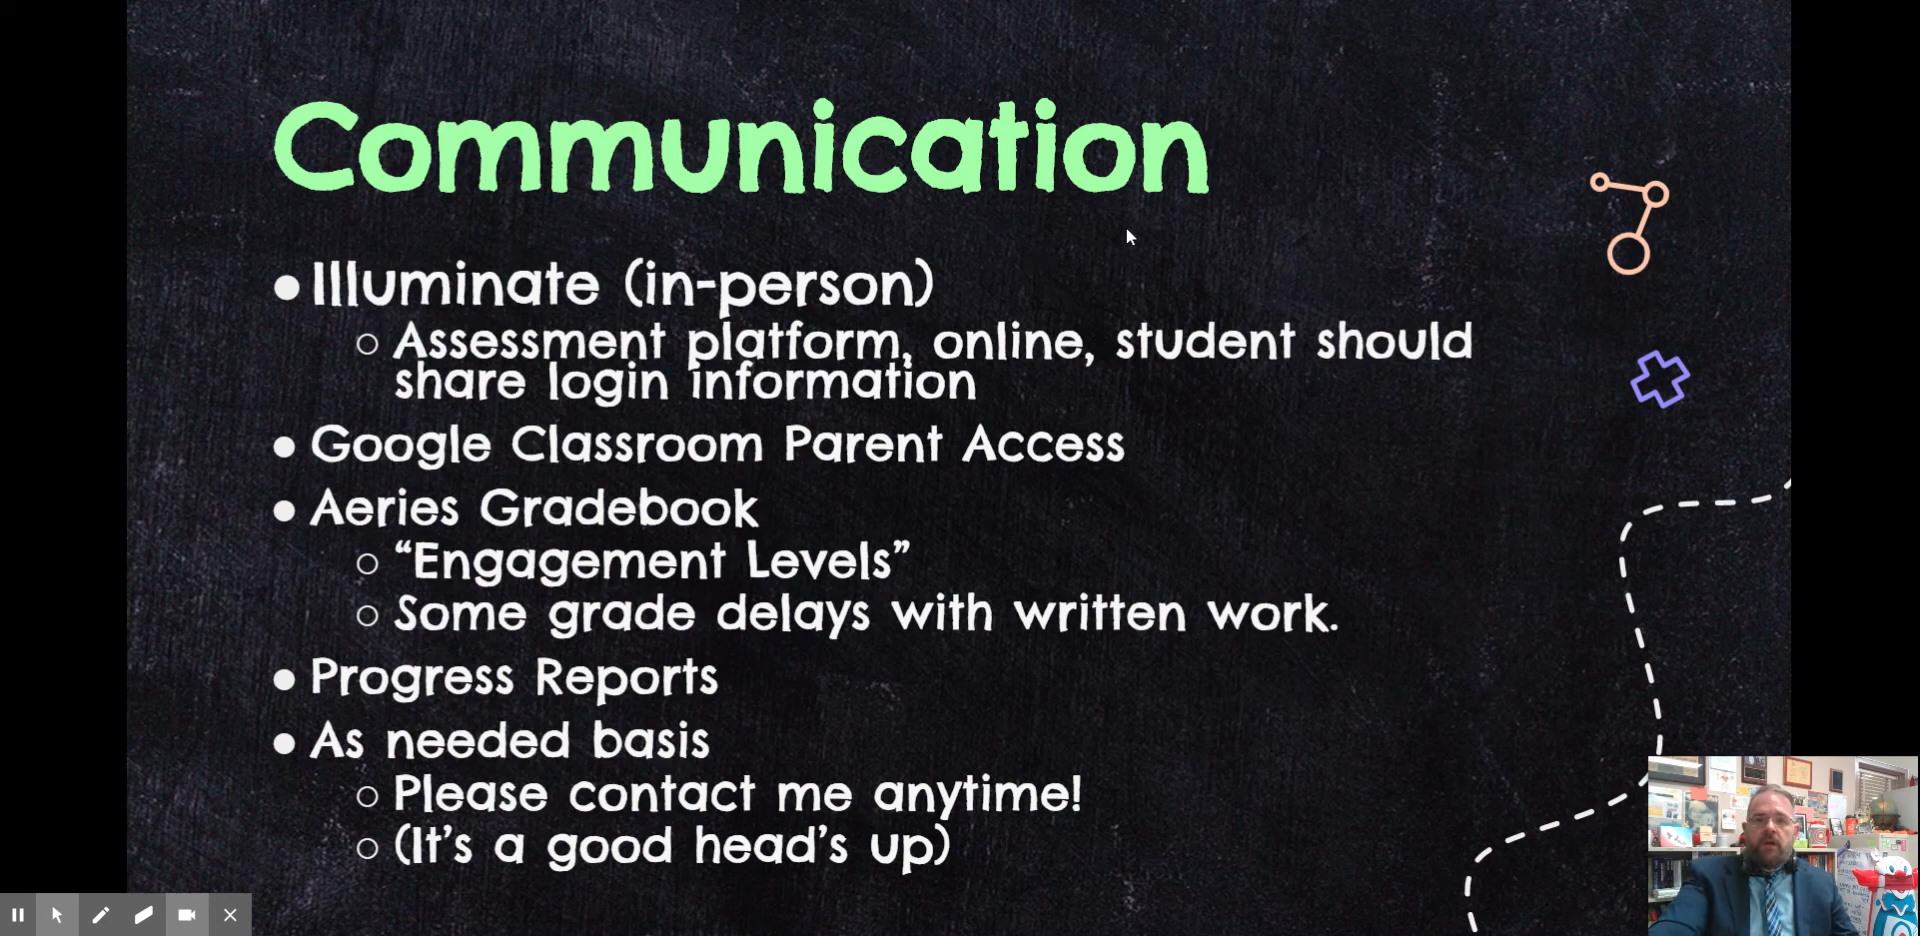 Communication
● Illuminate (in-person)
○ Assessment platform, online, student should
share login information
● Google Classroom Parent Access
● Aeries Gradebook
○ “Engagement Levels”
○ Some grade delays with written work.
● Progress Reports
● As needed basis
○ Please contact me anytime!
○ (It’s a good head’s up)